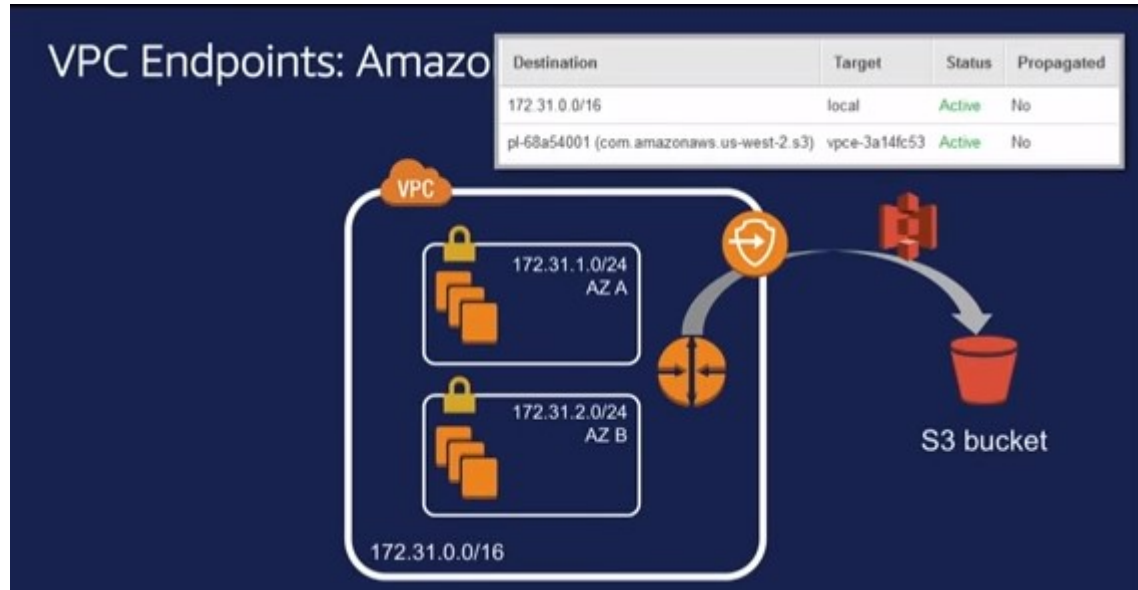 VPC Endpoints: Amazo
Destination Target Status Propagated
172.31.0.0/16 local Active No
pl-68a54001 (com.amazonaws.us-west-2.s3) vpce-3a14fc53 Active No
VPC
172.31.1.0/24
AZ A
172.31.2.0/24
AZ B
S3 bucket
172.31.0.0/16